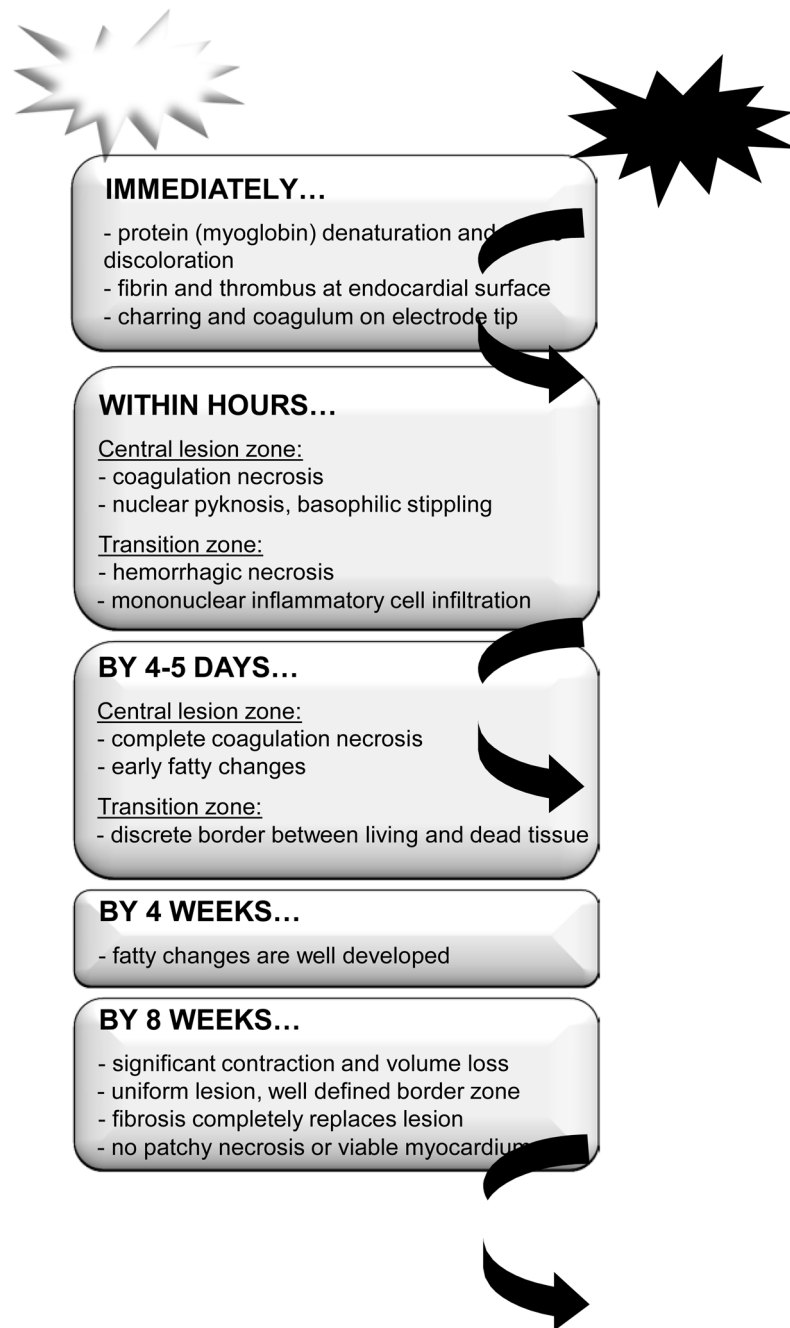 IMMEDIATELY…
- protein (myoglobin) denaturation and
discoloration
- fibrin and thrombus at endocardial surface
- charring and coagulum on electrode tip
WITHIN HOURS…
Central lesion zone:
- coagulation necrosis
- nuclear pyknosis, basophilic stippling
Transition zone:
- hemorrhagic necrosis
- mononuclear inflammatory cell infiltration
BY 4-5 DAYS…
Central lesion zone:
- complete coagulation necrosis
- early fatty changes
Transition zone:
- discrete border between living and dead tissue
BY 4 WEEKS…
- fatty changes are well developed
BY 8 WEEKS…
- significant contraction and volume loss
- uniform lesion, well defined border zone
- fibrosis completely replaces lesion
- no patchy necrosis or viable myocardium